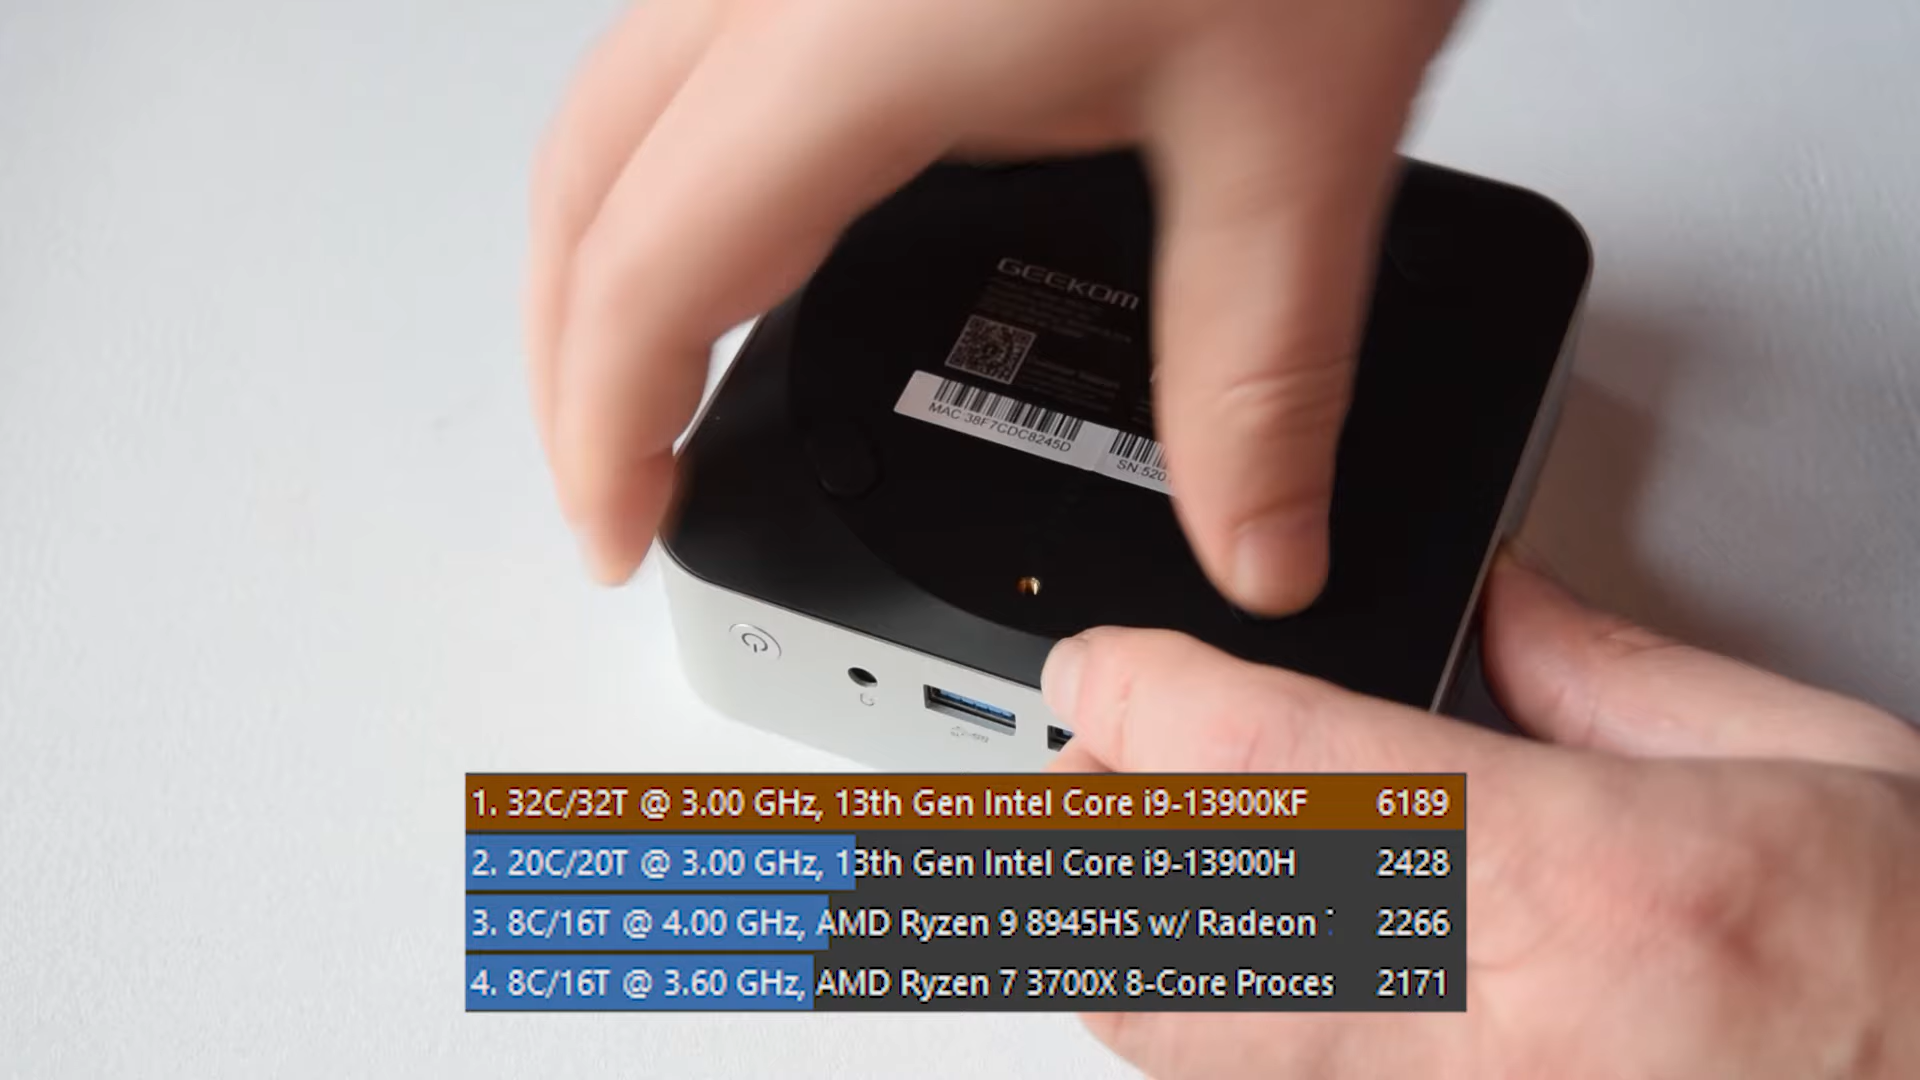 GEEKOM
MAC 38F7CDC8245D
SN:520
1. 32C/32T @ 3.00 GHz, 13th Gen Intel Core i9-13900KF 6189
2. 20C/20T @ 3.00 GHz, 13th Gen Intel Core i9-13900H 2428
3. 8C/16T @ 4.00 GHz, AMD Ryzen 9 8945HS w/ Radeon 2266
4. 8C/16T @ 3.60 GHz, AMD Ryzen 7 3700X 8-Core Proces 2171